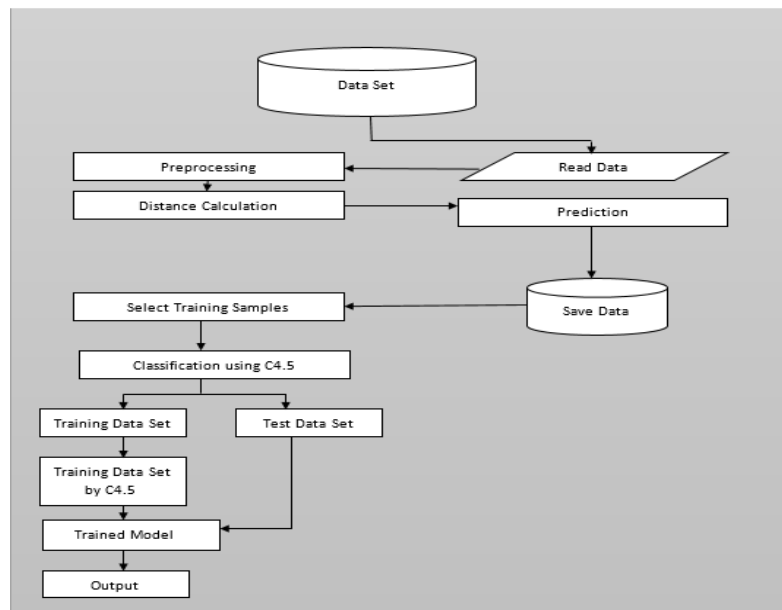 Data Set
Read Data
Preprocessing
Distance Calculation
Prediction
Save Data
Select Training Samples
Classification using C4.5
Training Data Set
Test Data Set
Training Data Set
by C4.5
Trained Model
Output